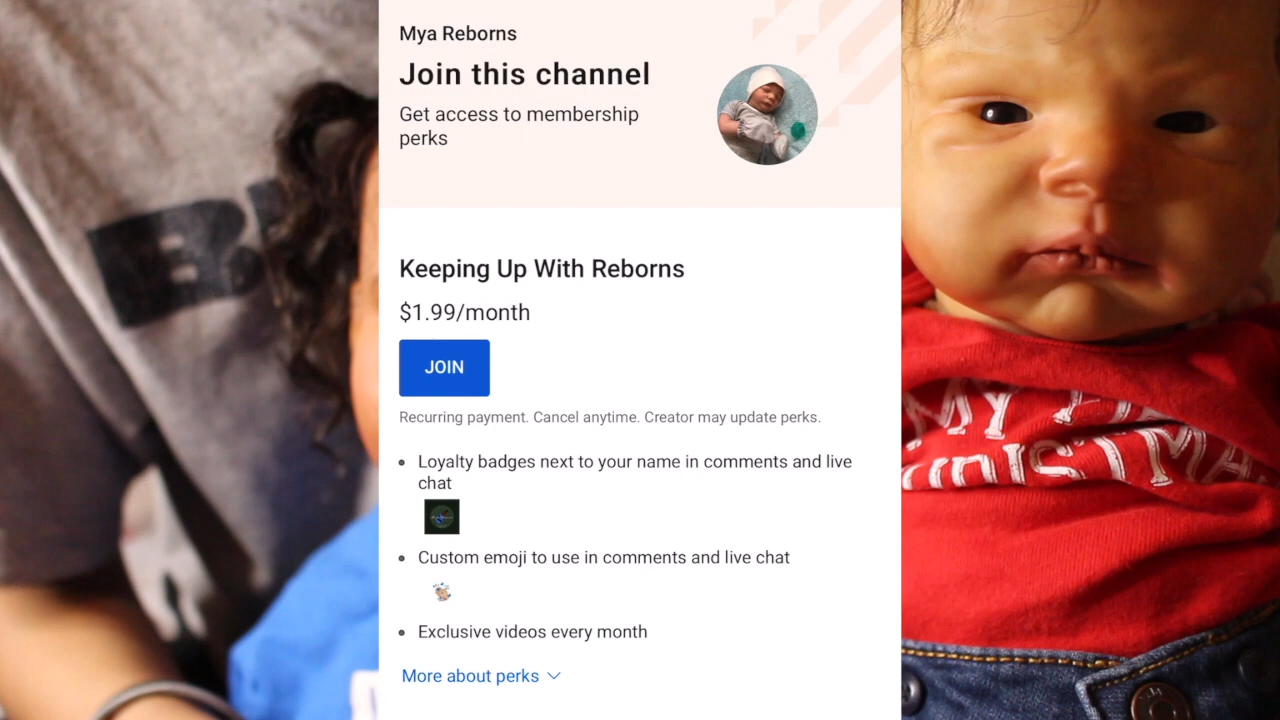 Mya Reborns
Join this channel
Get access to membership
perks
Keeping Up With Reborns
$1.99/month
JOIN
Recurring payment. Cancel anytime. Creator may update perks.
Loyalty badges next to your name in comments and live
chat
Custom emoji to use in comments and live chat
Exclusive videos every month
More about perks
MY